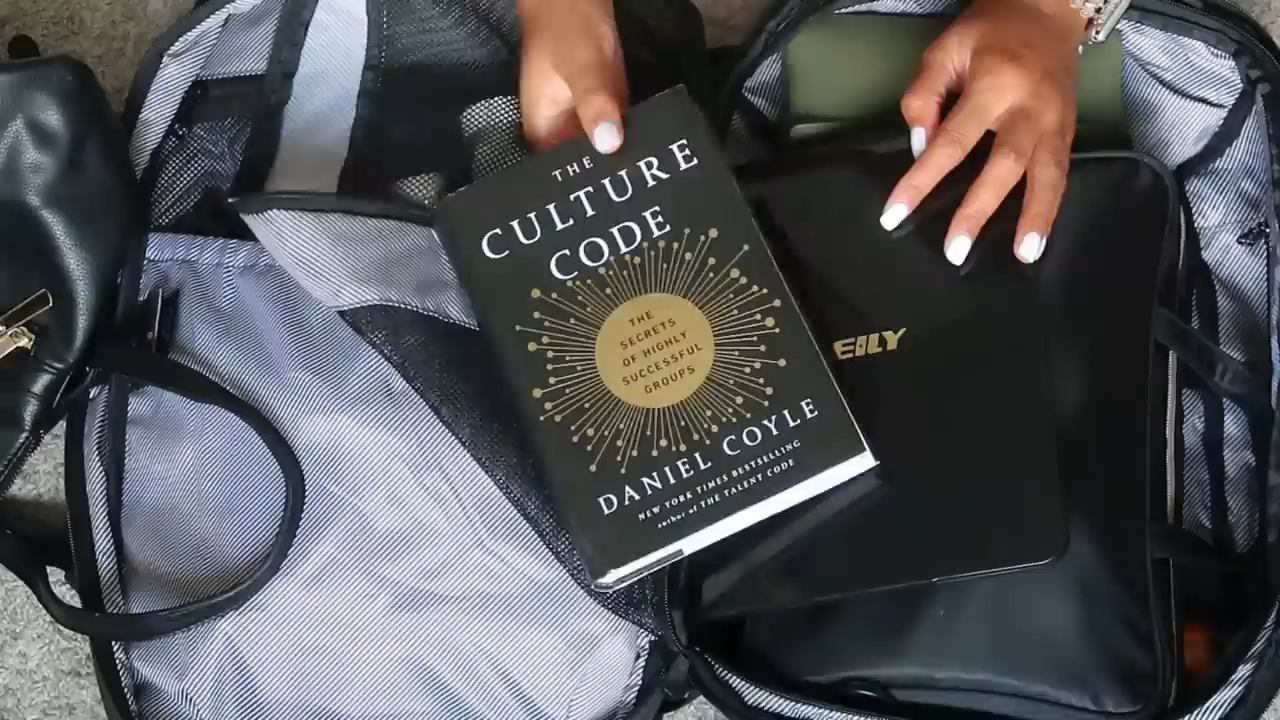 THE
CULTURE
CODE
THE
SECRETS
OF HIGHLY
SUCCESSFUL
GROUPS
DANIEL COYLE
NEW YORK TIMES BESTSELLING
author of THE TALENT CODE
EILY